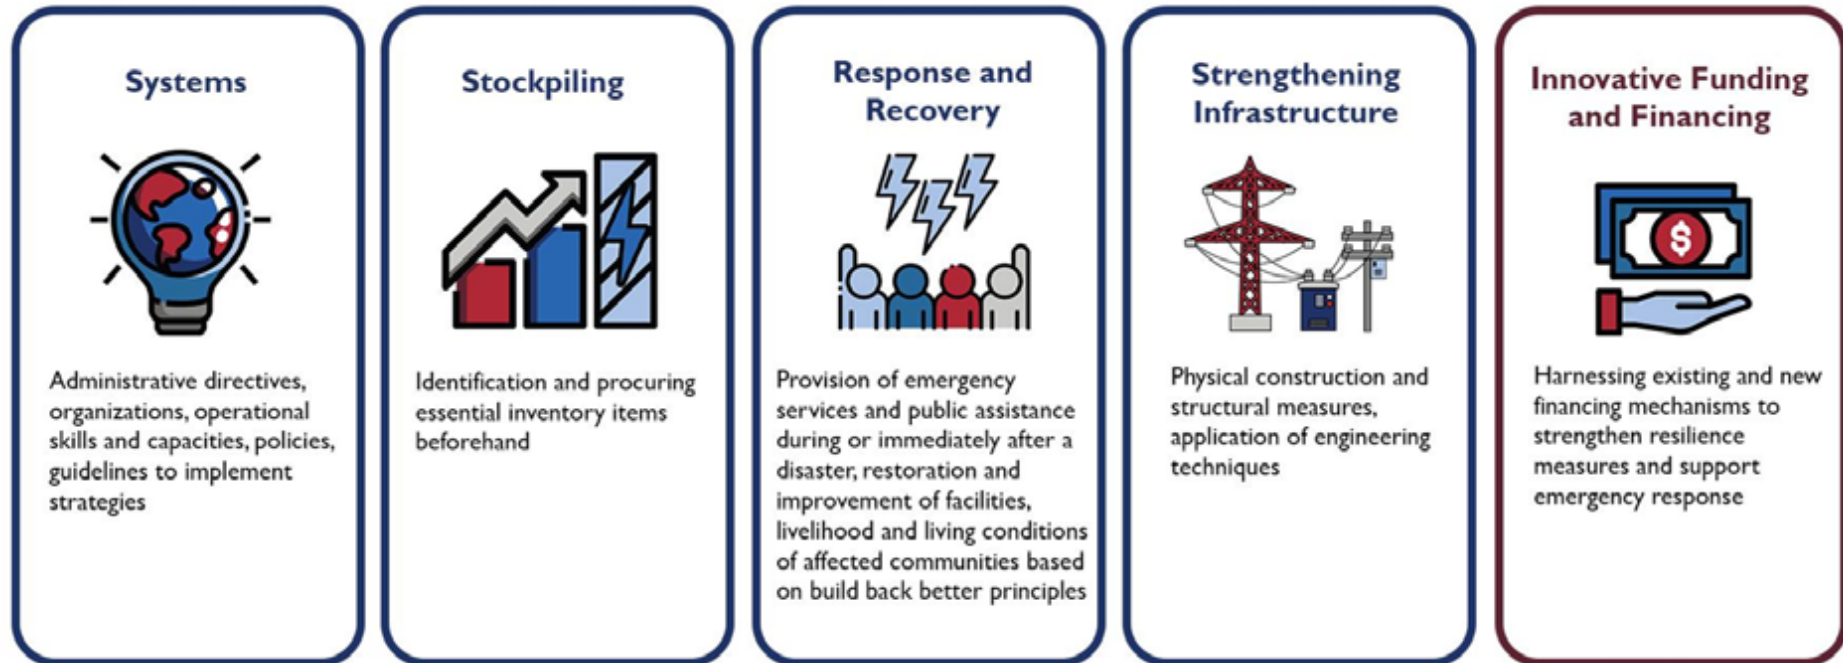 Systems
Administrative directives,
organizations, operational
skills and capacities, policies,
guidelines to implement
strategies
Stockpiling
Identification and procuring
essential inventory items
beforehand
Response and
Recovery
Provision of emergency
services and public assistance
during or immediately after a
disaster, restoration and
improvement of facilities,
livelihood and living conditions
of affected communities based
on build back better principles
Strengthening
Infrastructure
Physical construction and
structural measures,
application of engineering
techniques
Innovative Funding
and Financing
$
Harnessing existing and new
financing mechanisms to
strengthen resilience
measures and support
emergency response